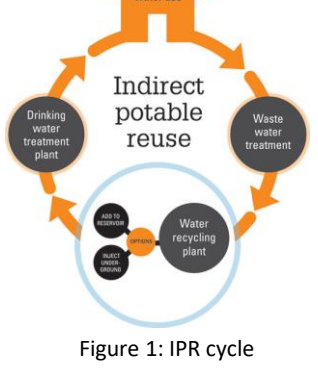 Indirect
potable
reuse
Drinking
water
treatment
plant
Waste
water
treatment
ADD TO
RESERVOIR
OPTIONS
INJECT
UNDER-
GROUND
Water
recycling
plant
Figure 1: IPR cycle